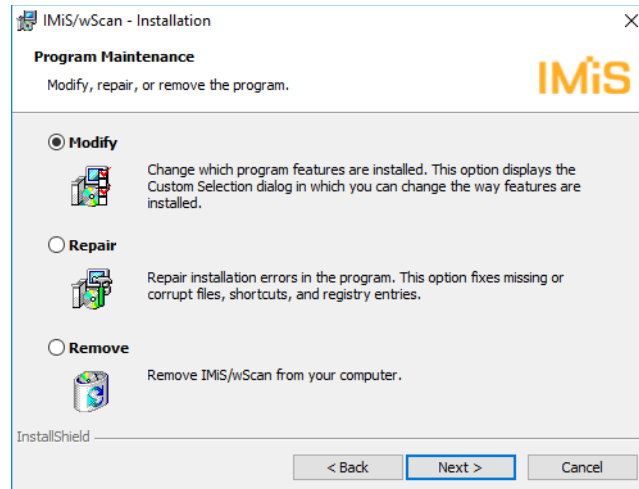 IMiS/wScan - Installation
Program Maintenance
Modify, repair, or remove the program.
IMiS
Modify
Change which program features are installed. This option displays the
Custom Selection dialog in which you can change the way features are
installed.
Repair
Repair installation errors in the program. This option fixes missing or
corrupt files, shortcuts, and registry entries.
Remove
Remove IMiS/wScan from your computer.
InstallShield
< Back
Next >
Cancel